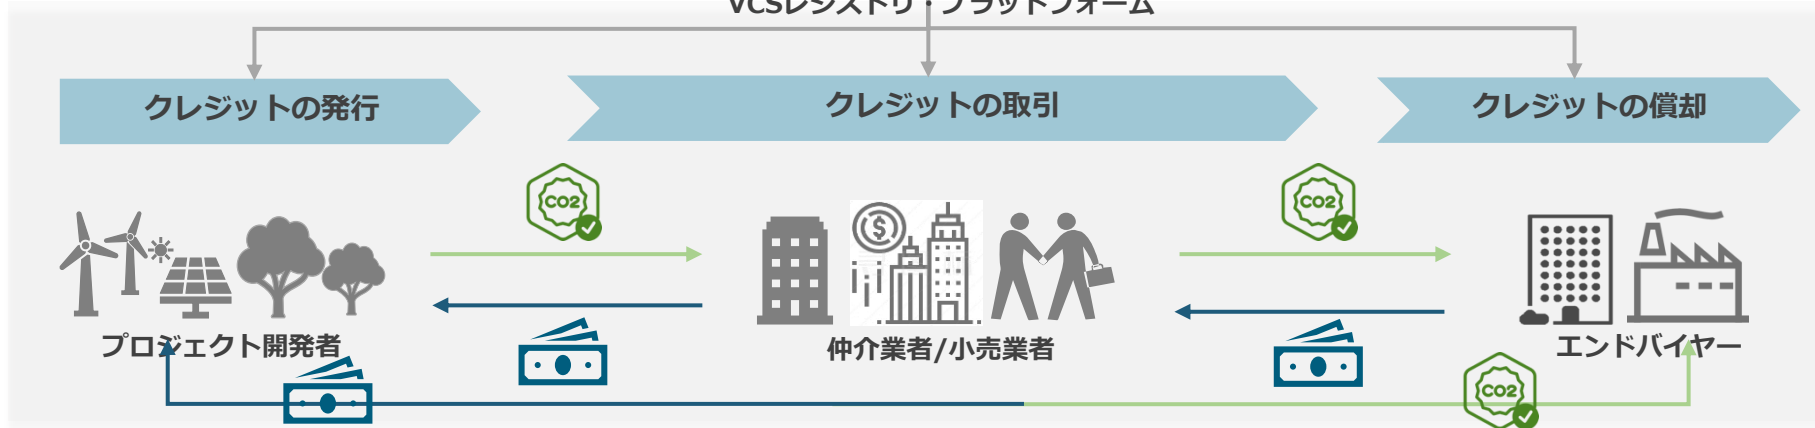 VCSレジストリ・プラットフォーム
クレジットの発行
クレジットの取引
クレジットの償却
CO2
CO2
プロジェクト開発者
仲介業者/小売業者
エンドバイヤー
CO2